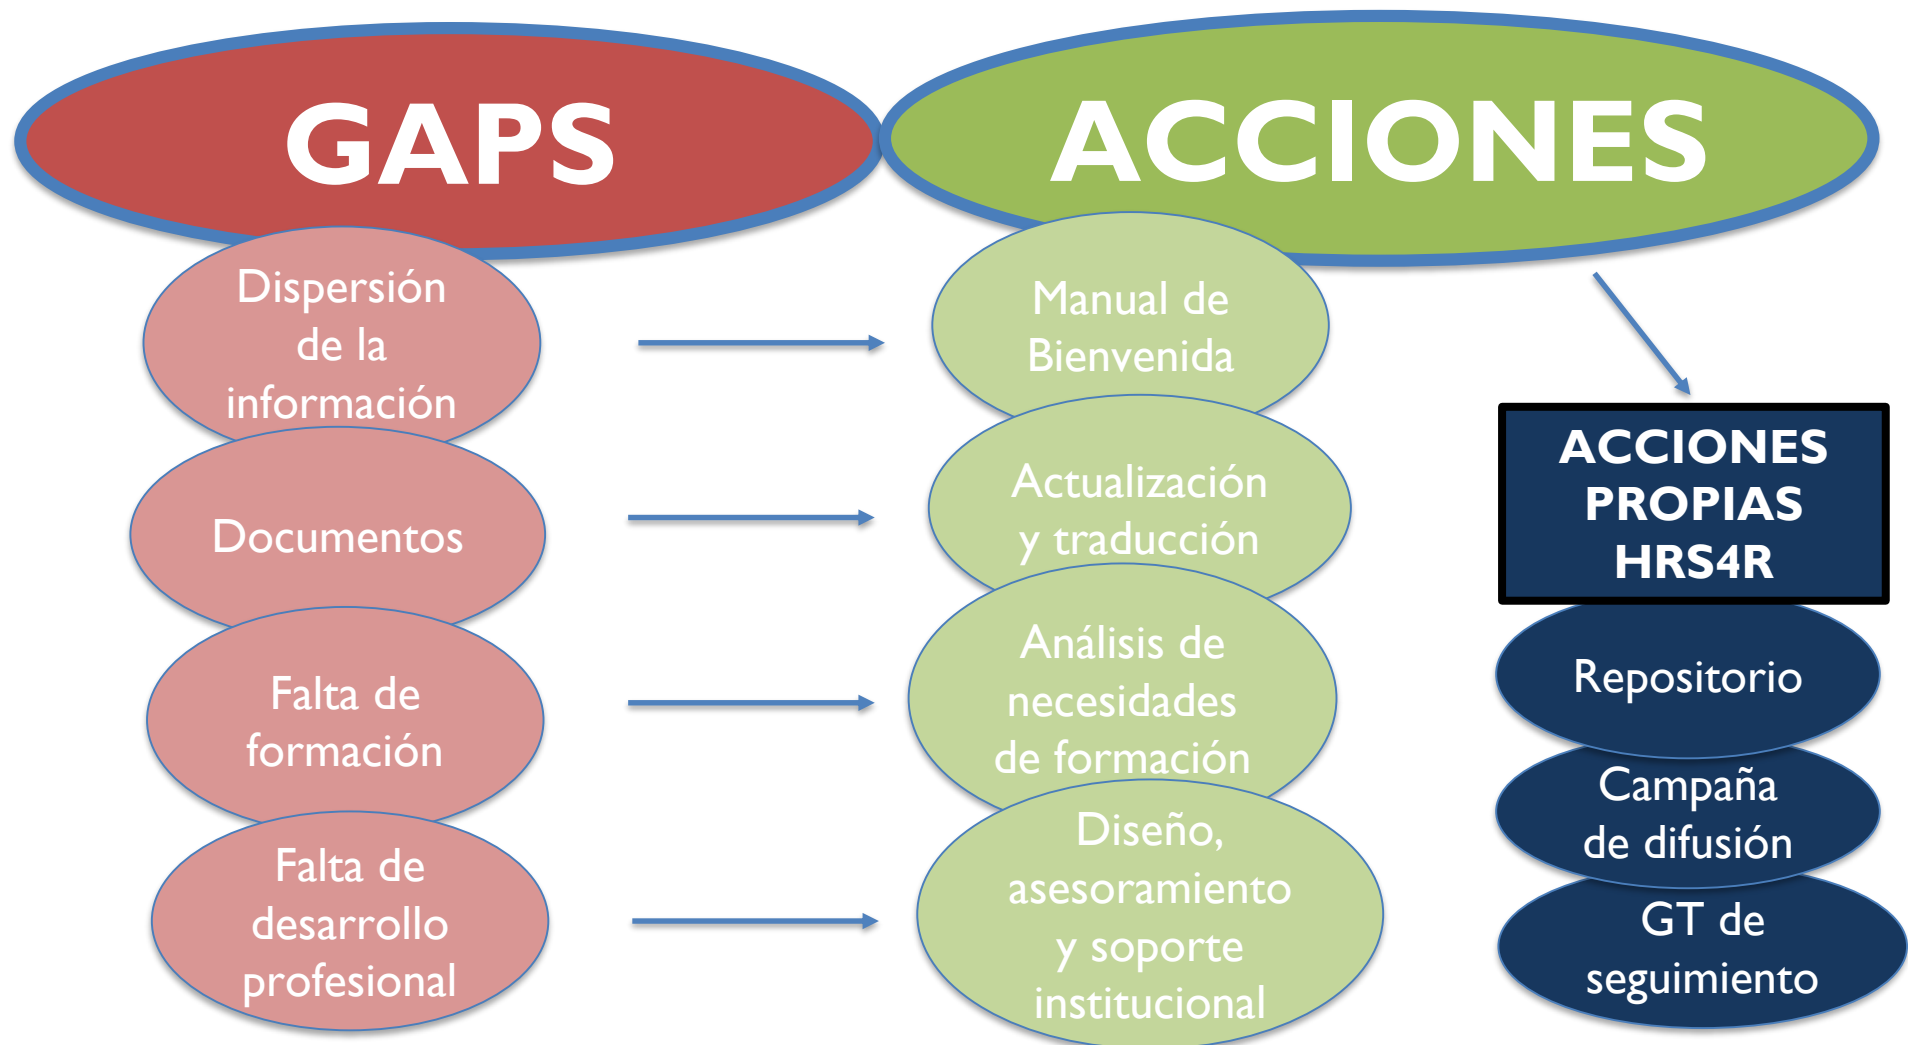 GAPS
ACCIONES
Dispersión
de la
información
Manual de
Bienvenida
Documentos
Actualización
y traducción
Falta de
formación
Análisis de
necesidades
de formación
Falta de
desarrollo
profesional
Diseño,
asesoramiento
y soporte
institucional
ACCIONES
PROPIAS
HRS4R
Repositorio
Campaña
de difusión
GT de
seguimiento